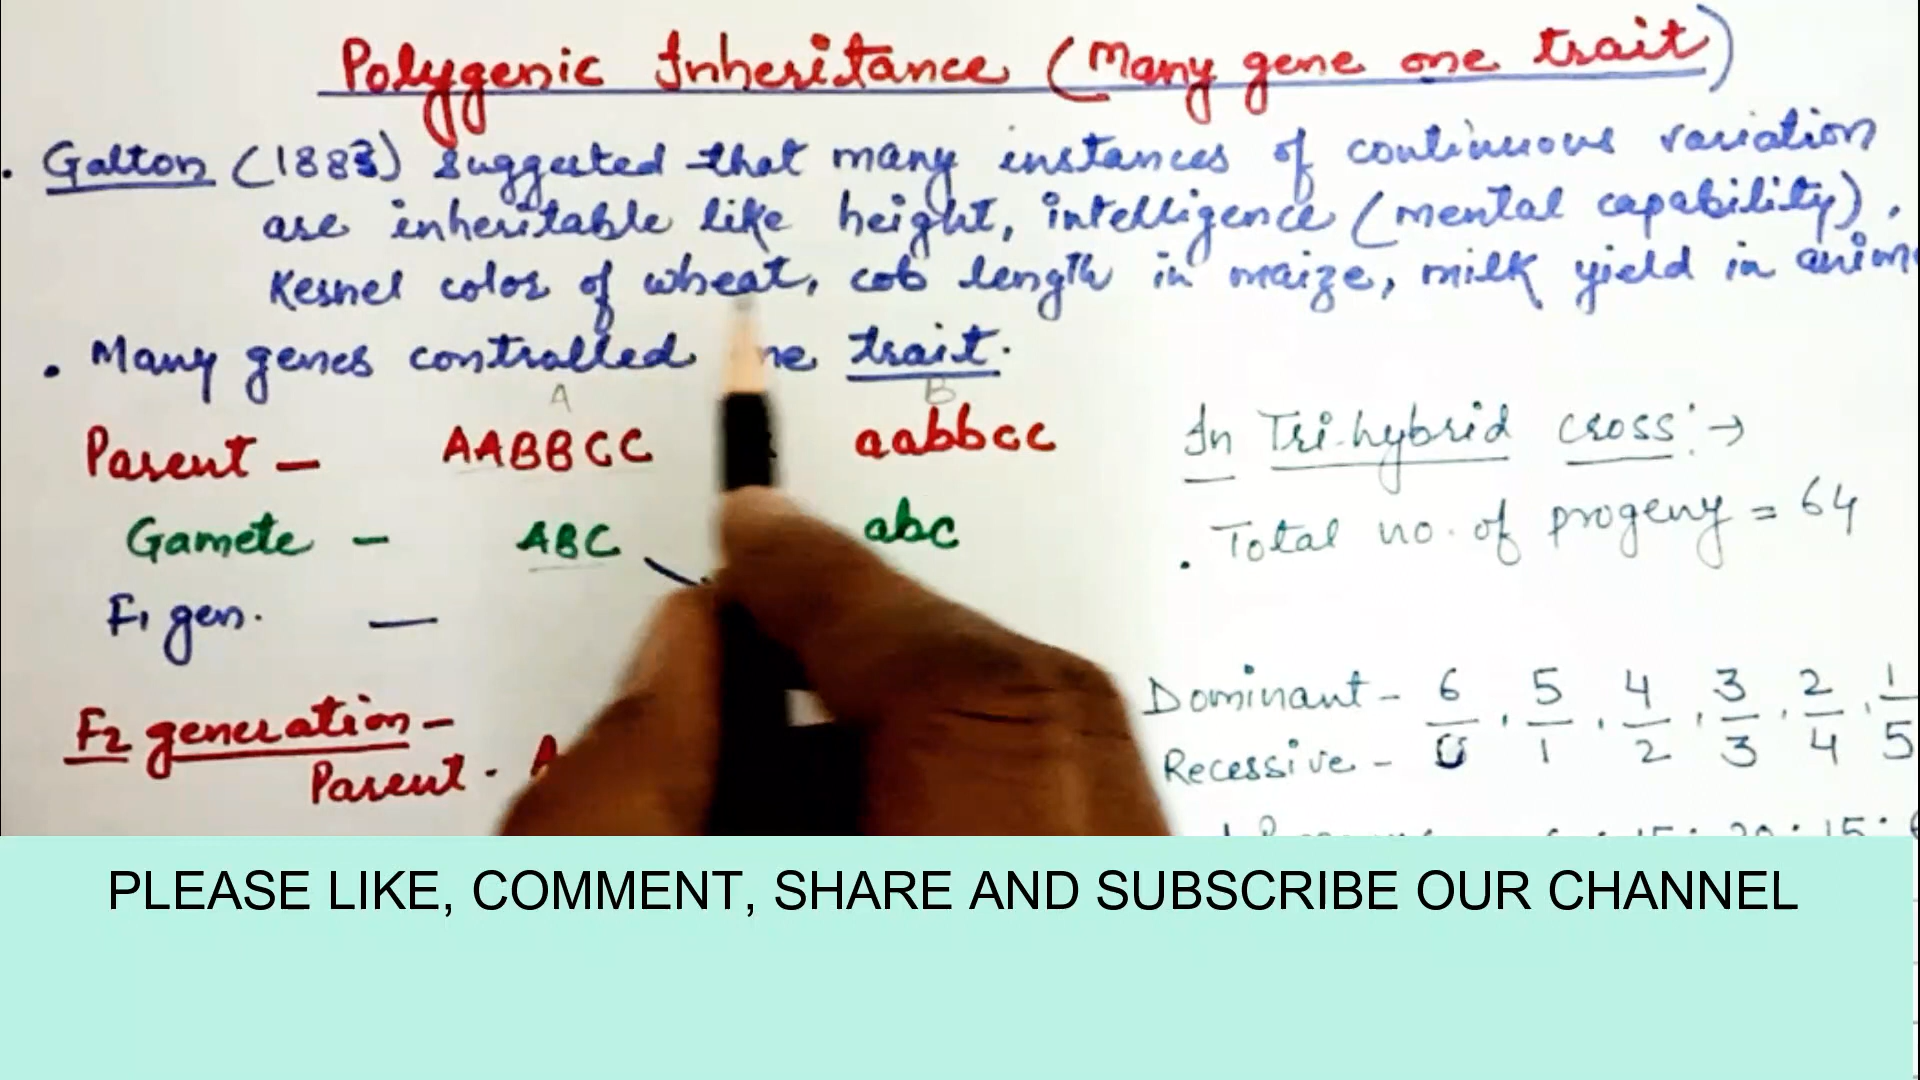 Polygenic Inheritance (Many gene one trait)
. Galton (1883) suggested that many instances of continuous variation
are inheritable like height, intelligence (mental capability),
Kernel color of wheat, cob length in maize, milk yield in anim
. Many genes controlled ne trait.
A B
Parent - AABBCC aabbcc
Gamete - ABC abc
F1 gen. -
F2 generation -
Parent - A
In Tri-hybrid cross :→
. Total no. of progeny = 64
Dominant - 6 , 5 , 4 , 3 , 2 , 1
Recessive - 0 1 2 3 4 5
15 : 20 : 15 :
PLEASE LIKE, COMMENT, SHARE AND SUBSCRIBE OUR CHANNEL